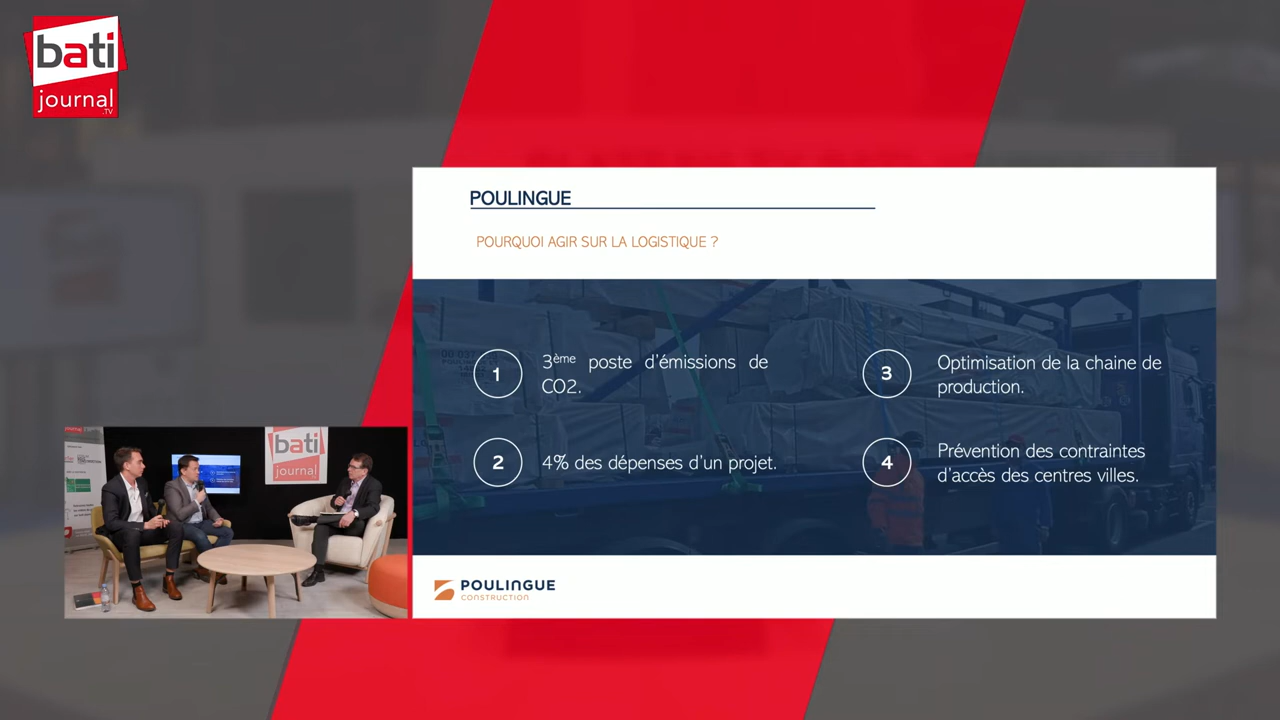 bati
journal
.TV
POULINGUE
POURQUOI AGIR SUR LA LOGISTIQUE ?
1
3ème poste d'émissions de
CO2.
2
4% des dépenses d'un projet.
3
Optimisation de la chaine de
production.
4
Prévention des contraintes
d'accès des centres villes.
POULINGUE
CONSTRUCTION
bati
journal